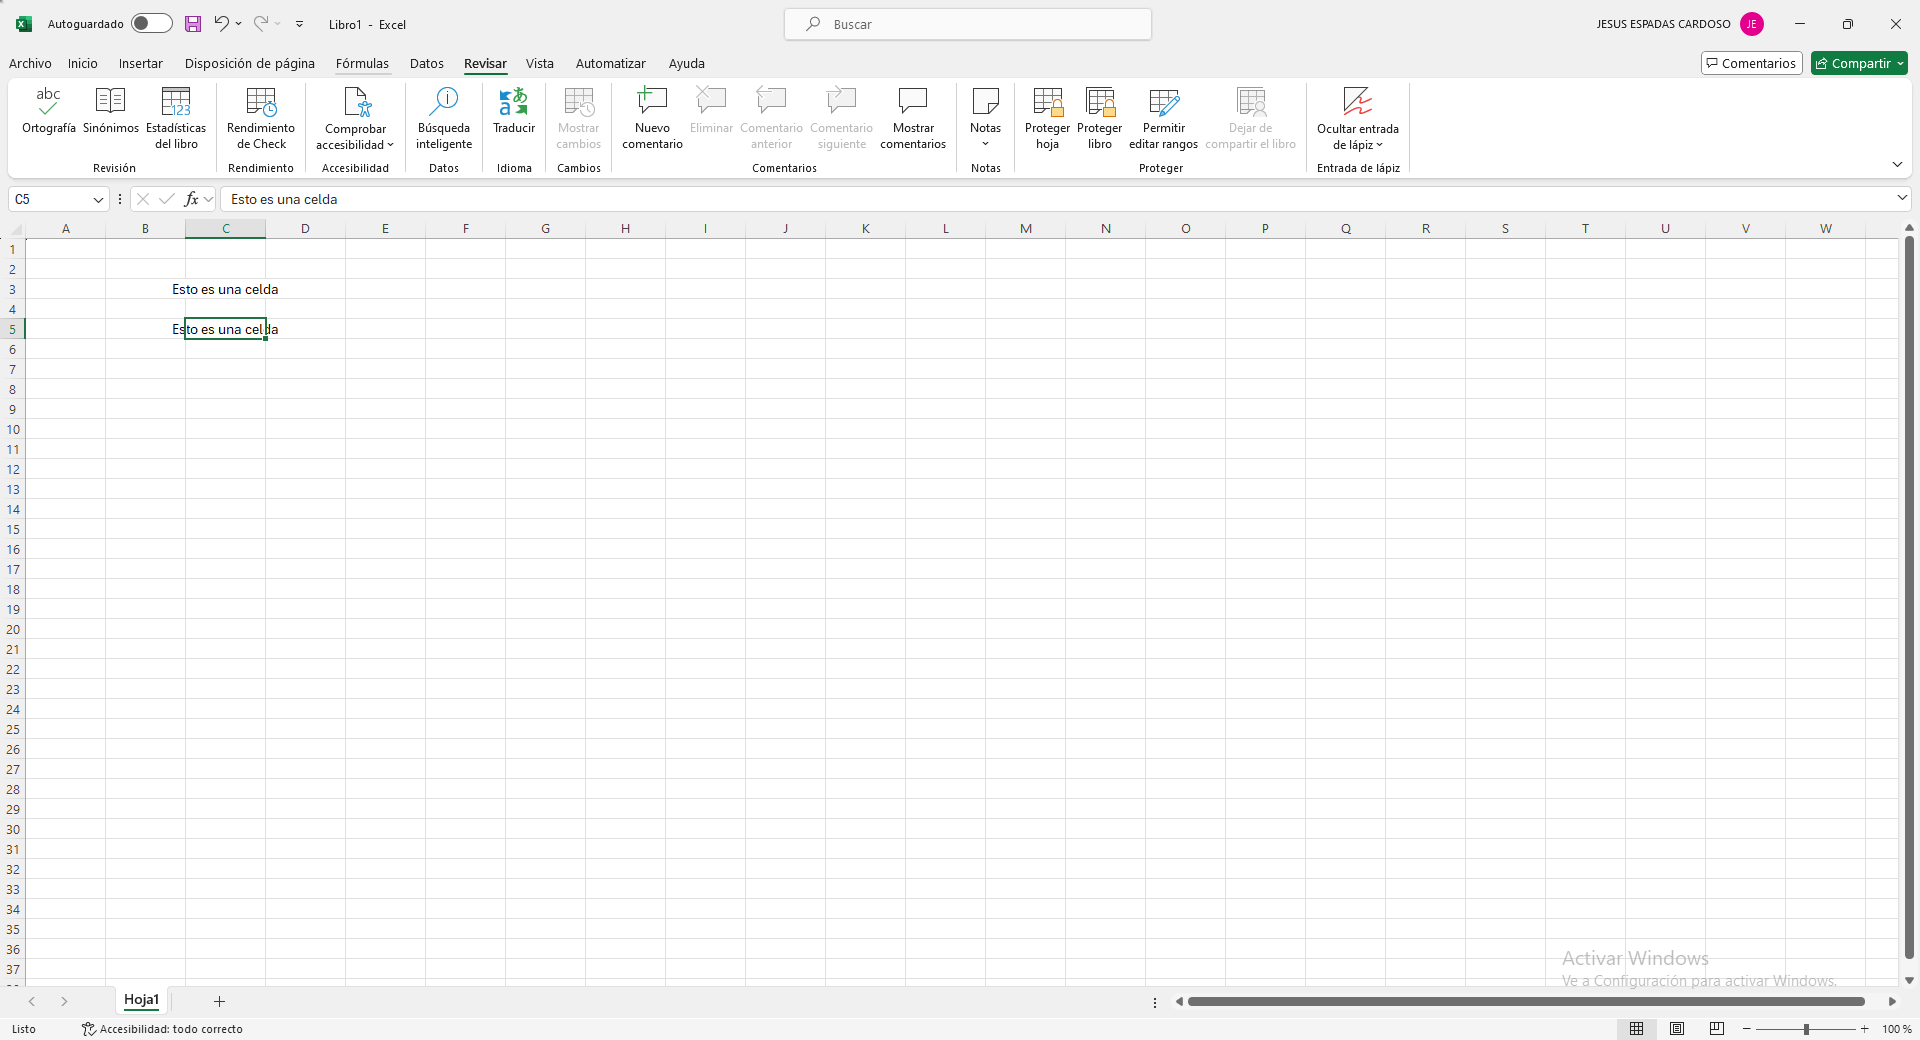 Autoguardado
Libro1 - Excel
Buscar
JESUS ESPADAS CARDOSO
JE
Archivo Inicio Insertar Disposición de página Fórmulas Datos Revisar Vista Automatizar Ayuda
Comentarios
Compartir
abc
Ortografía
Sinónimos
123
Estadísticas
del libro
Revisión
Rendimiento
de Check
Rendimiento
Comprobar
accesibilidad
Accesibilidad
Búsqueda
inteligente
Datos
aあ
Traducir
Idioma
Mostrar
cambios
Cambios
Nuevo
comentario
Eliminar
Comentario
anterior
Comentario
siguiente
Mostrar
comentarios
Comentarios
Notas
Notas
Proteger
hoja
Proteger
libro
Permitir
editar rangos
Dejar de
compartir el libro
Proteger
Ocultar entrada
de lápiz
Entrada de lápiz
C5
fx
Esto es una celda
A B C D E F G H I J K L M N O P Q R S T U V W
1
2
3 Esto es una celda
4
5 Esto es una celda
6
7
8
9
10
11
12
13
14
15
16
17
18
19
20
21
22
23
24
25
26
27
28
29
30
31
32
33
34
35
36
37
Activar Windows
Ve a Configuración para activar Windows.
Hoja1
Listo
Accesibilidad: todo correcto
100 %